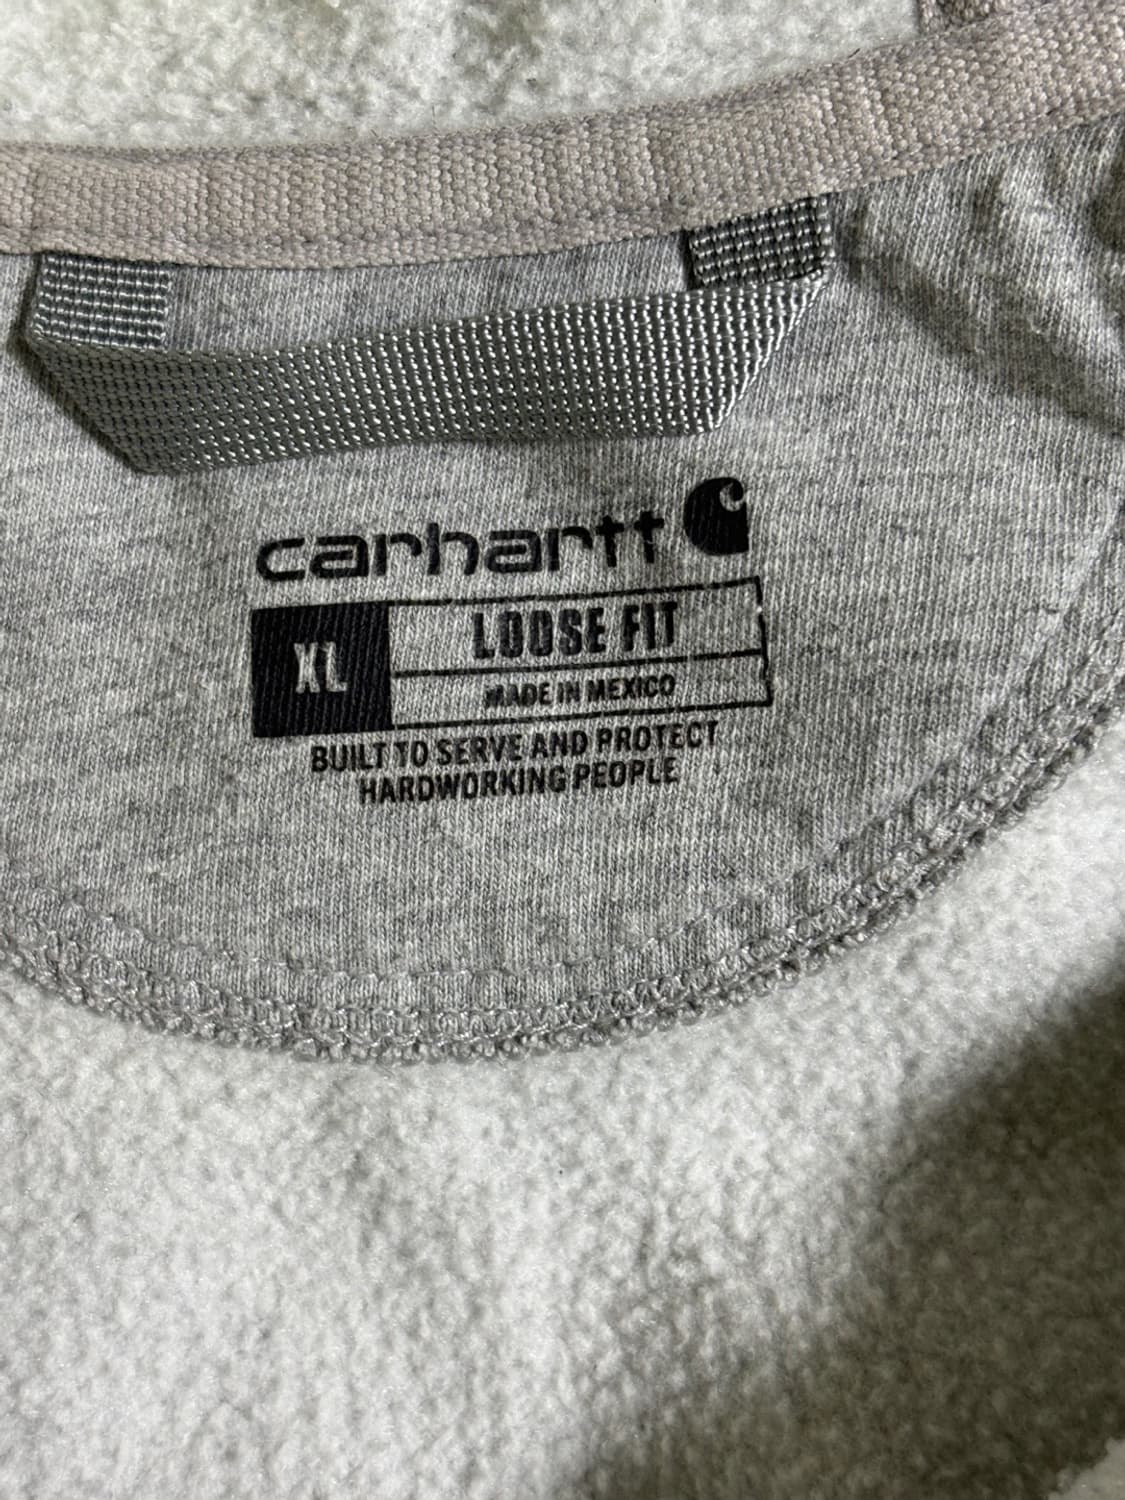 carhartt
XL
LOOSE FIT
MADE IN MEXICO
BUILT TO SERVE AND PROTECT
HARDWORKING PEOPLE